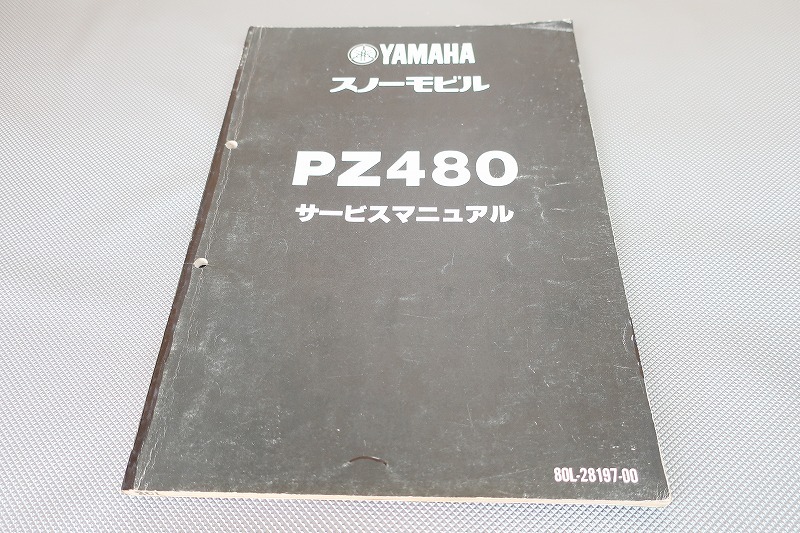 YAMAHA
スノーモビル
PZ480
サービスマニュアル
80L-28197-00